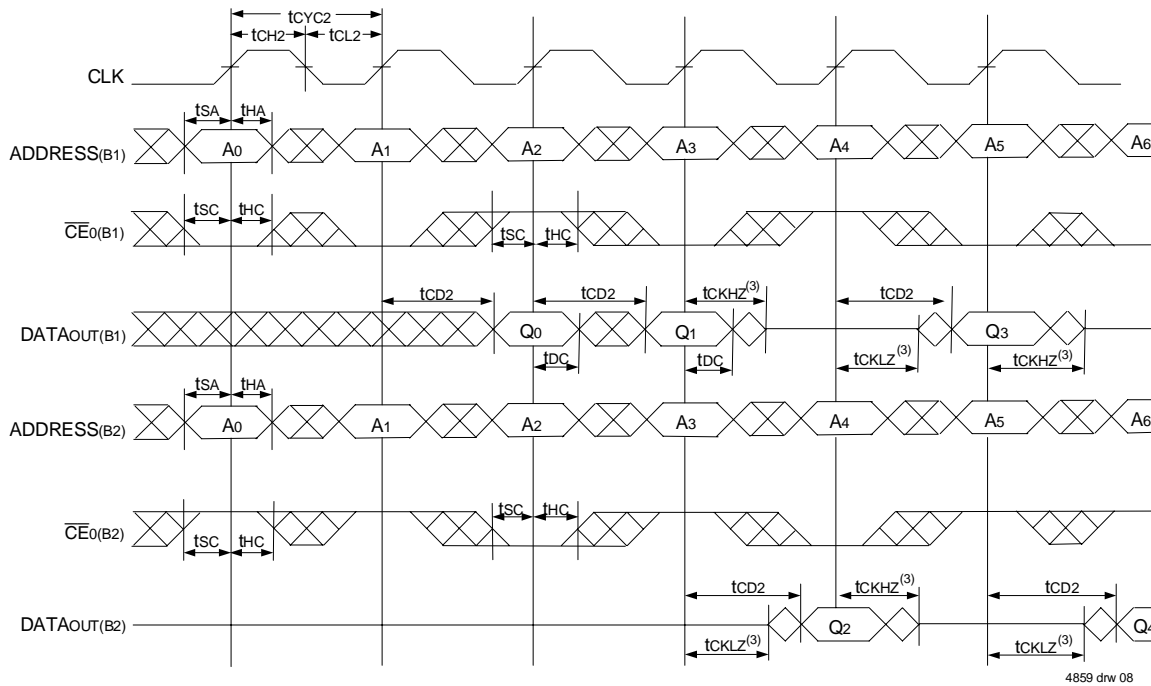 tCYC2
tCH2 tCL2
CLK
tSA tHA
ADDRESS(B1) A0 A1 A2 A3 A4 A5 A6
tSC tHC
CE0(B1) tSC tHC
tCD2 tCD2 tCKHZ(3) tCD2
DATAOUT(B1) Q0 Q1 Q3
tDC tDC tCKLZ(3) tCKHZ(3)
tSA tHA
ADDRESS(B2) A0 A1 A2 A3 A4 A5 A6
tSC tHC
CE0(B2)
tSC tHC
tCD2 tCKHZ(3) tCD2
DATAOUT(B2) Q2 Q4
tCKLZ(3) tCKLZ(3)
4859 drw 08